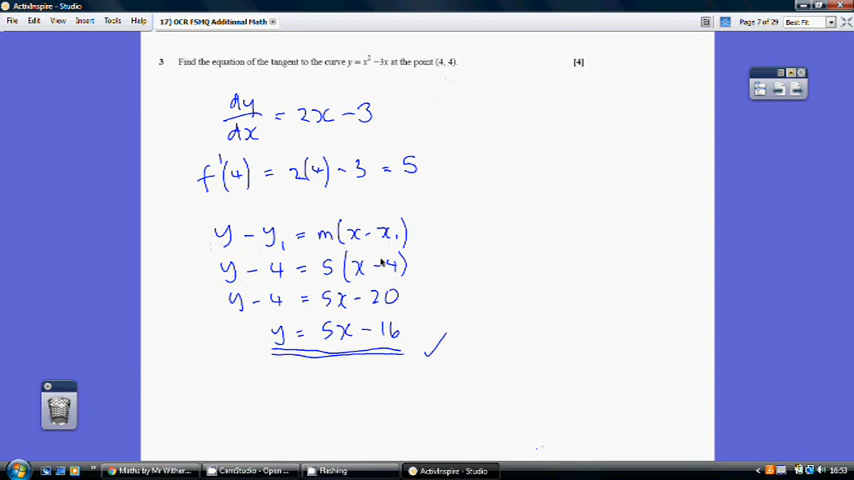 ActivInspire - Studio
File Edit View Insert Tools Help
17) OCR FSMQ Additional Math
Page 7 of 29
Best Fit
3 Find the equation of the tangent to the curve y = x² −3x at the point (4, 4). [4]
dy/dx = 2x − 3
f'(4) = 2(4) − 3 = 5
y − y₁ = m(x − x₁)
y − 4 = 5(x − 4)
y − 4 = 5x − 20
y = 5x − 16 ✓
Maths by Mr Wither... CamStudio - Open ... Flashing ActivInspire - Studio 16:53